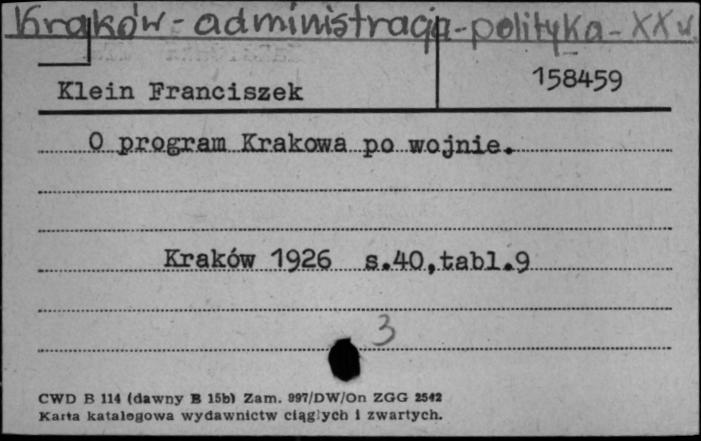 Kraków - administracja - polityka - XX w.
158459
Klein Franciszek
O program Krakowa po wojnie.
Kraków 1926 s.40,tabl.9
3
CWD B 114 (dawny B 15b) Zam. 997/DW/On ZGG 2542
Karta katalogowa wydawnictw ciągłych i zwartych.